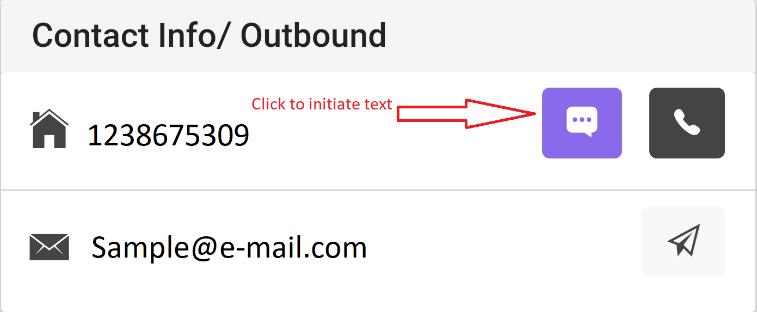 Contact Info/ Outbound
Click to initiate text
1238675309
Sample@e-mail.com